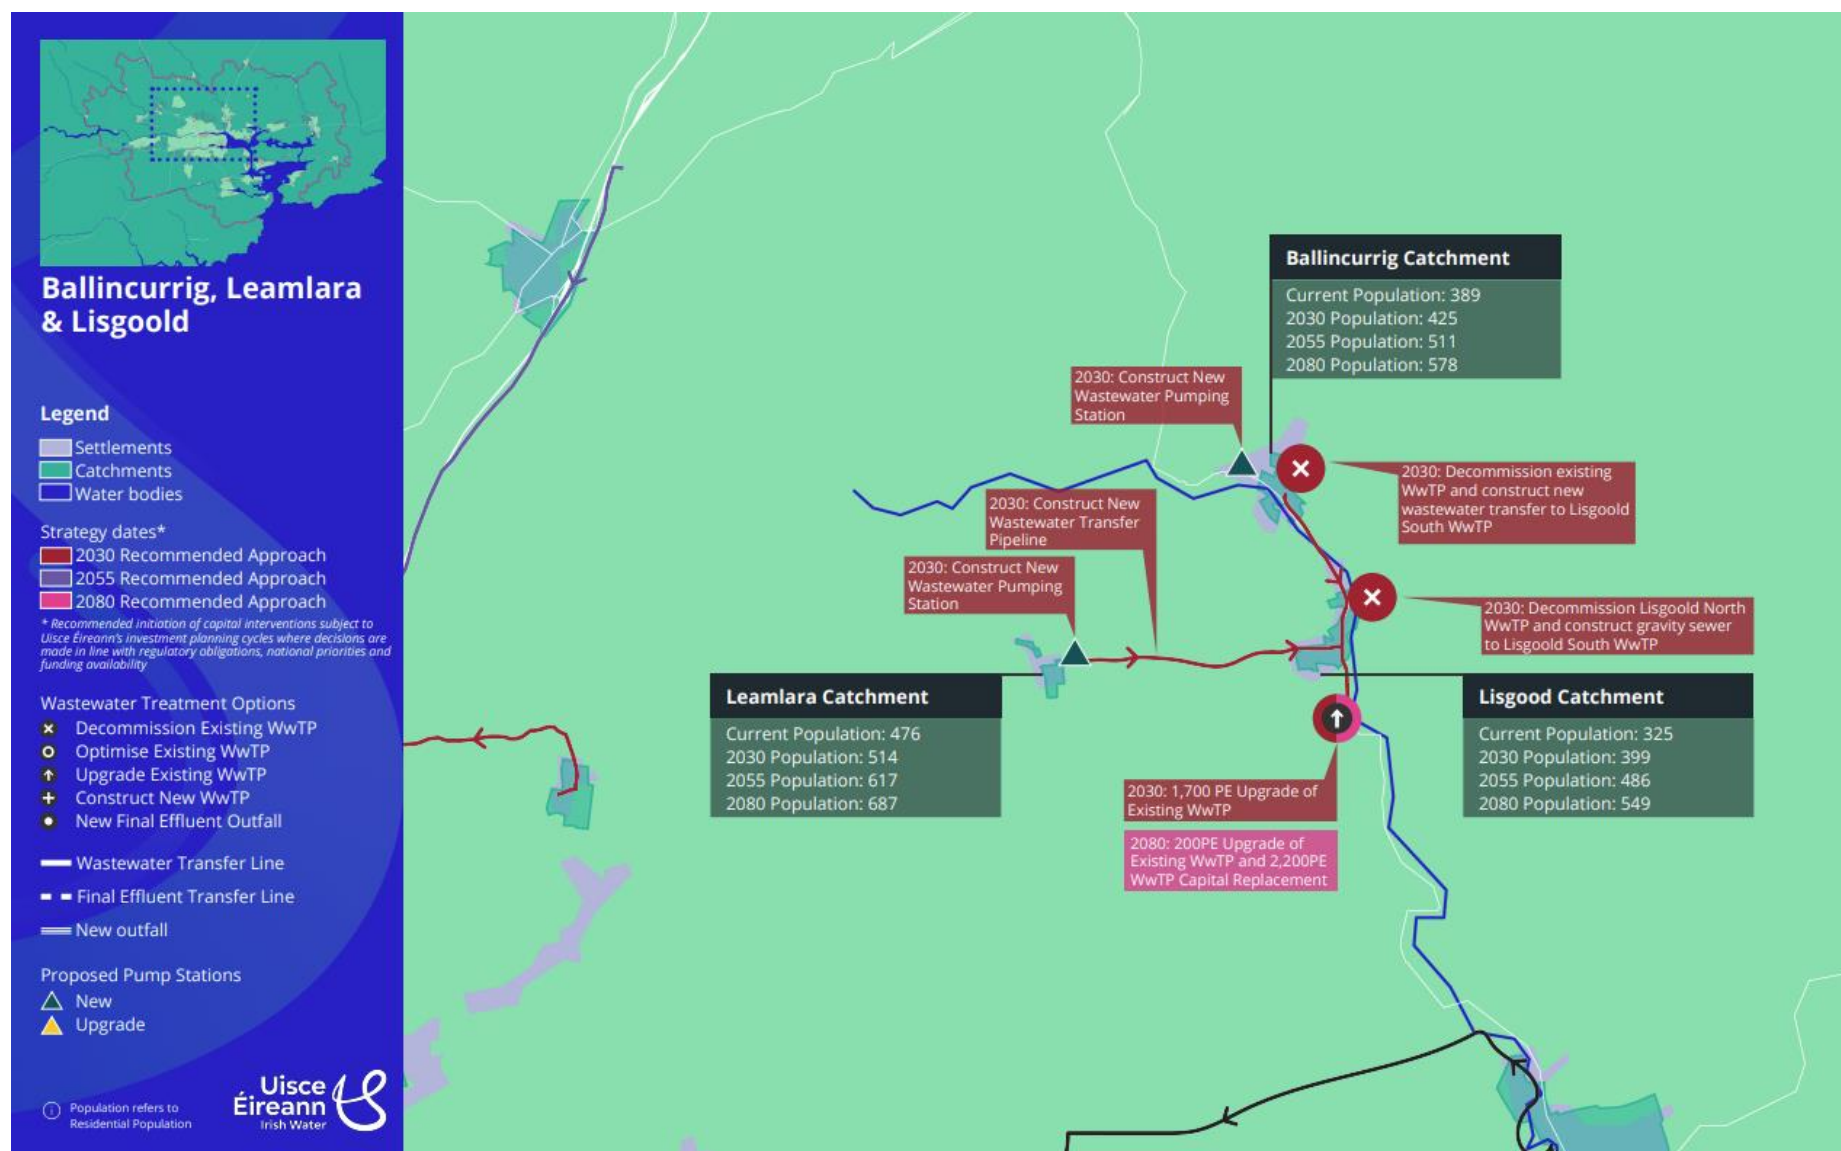 Ballincurrig, Leamlara
& Lisgoold
Legend
Settlements
Catchments
Water bodies
Strategy dates*
2030 Recommended Approach
2055 Recommended Approach
2080 Recommended Approach
* Recommended initiation of capital interventions subject to
Uisce Éireann's investment planning cycles where decisions are
made in line with regulatory obligations, national priorities and
funding availability
Wastewater Treatment Options
Decommission Existing WwTP
Optimise Existing WwTP
Upgrade Existing WwTP
Construct New WwTP
New Final Effluent Outfall
Wastewater Transfer Line
Final Effluent Transfer Line
New outfall
Proposed Pump Stations
New
Upgrade
Population refers to
Residential Population
Uisce
Éireann
Irish Water
Ballincurrig Catchment
Current Population: 389
2030 Population: 425
2055 Population: 511
2080 Population: 578
2030: Construct New
Wastewater Pumping
Station
2030: Decommission existing
WwTP and construct new
wastewater transfer to Lisgoold
South WwTP
2030: Construct New
Wastewater Transfer
Pipeline
2030: Construct New
Wastewater Pumping
Station
2030: Decommission Lisgoold North
WwTP and construct gravity sewer
to Lisgoold South WwTP
Leamlara Catchment
Current Population: 476
2030 Population: 514
2055 Population: 617
2080 Population: 687
Lisgood Catchment
Current Population: 325
2030 Population: 399
2055 Population: 486
2080 Population: 549
2030: 1,700 PE Upgrade of
Existing WwTP
2080: 200PE Upgrade of
Existing WwTP and 2,200PE
WwTP Capital Replacement